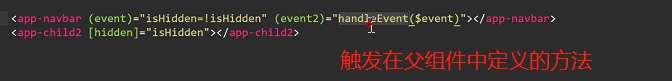 <app-navbar (event)="isHidden=!isHidden" (event2)="handleEvent($event)"></app-navbar>
<app-child2 [hidden]="isHidden"></app-child2>
触发在父组件中定义的方法